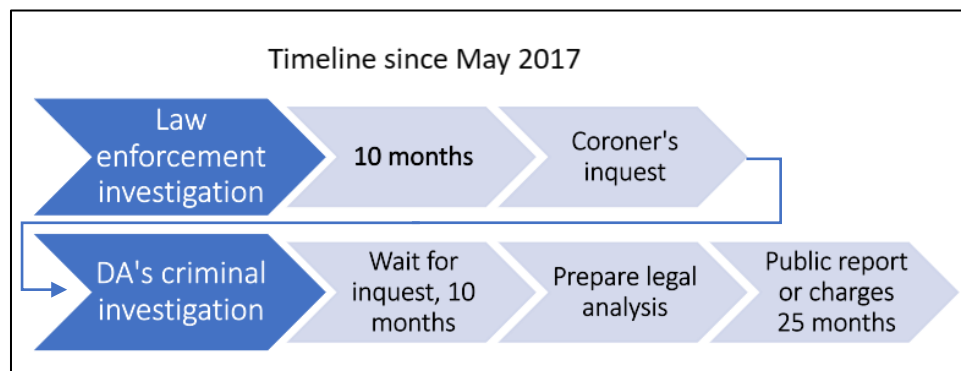 Timeline since May 2017
Law
enforcement
investigation
10 months
Coroner's
inquest
DA's criminal
investigation
Wait for
inquest, 10
months
Prepare legal
analysis
Public report
or charges
25 months